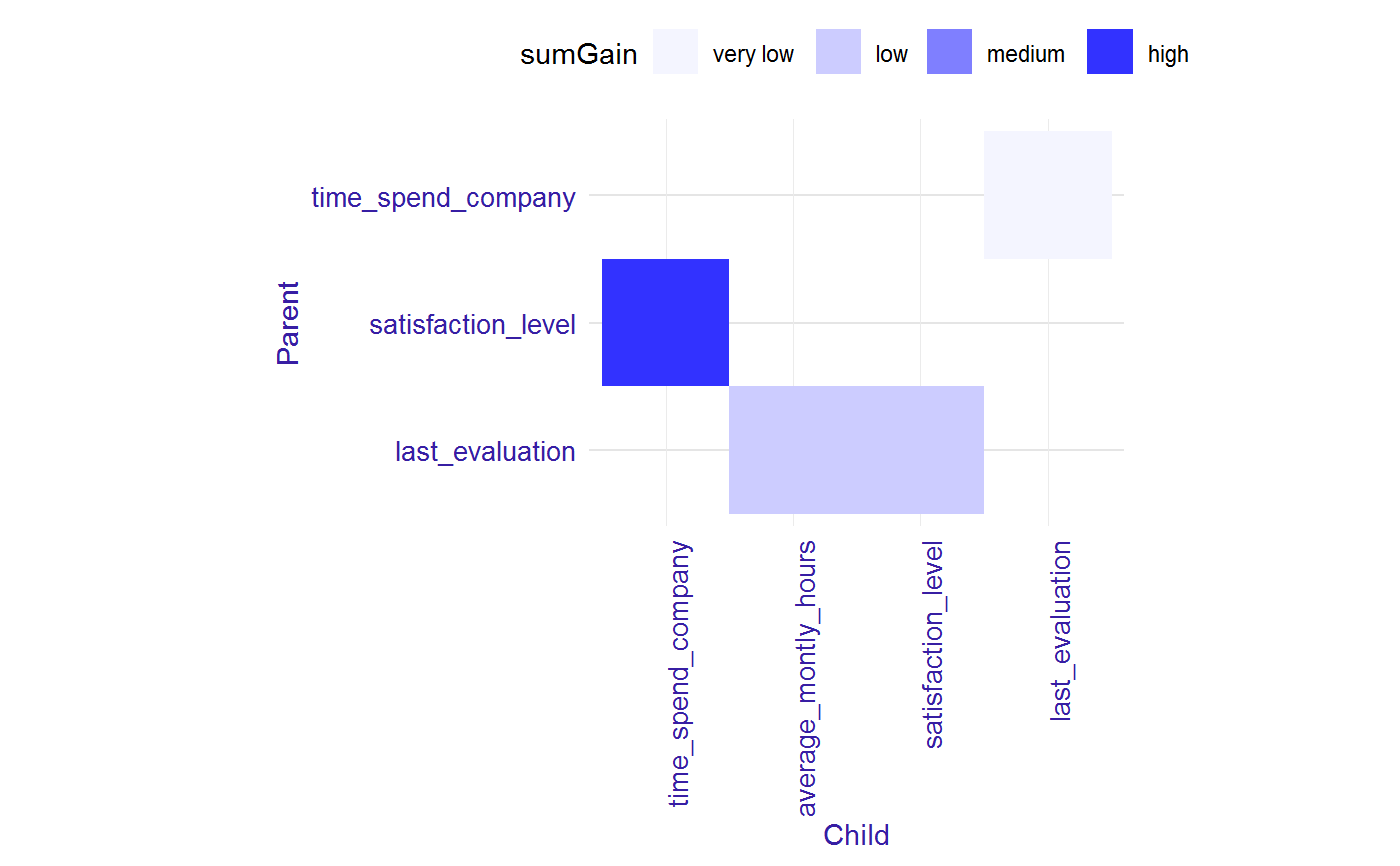 sumGain very low low medium high
time_spend_company
satisfaction_level
last_evaluation
Parent
time_spend_company
average_montly_hours
satisfaction_level
last_evaluation
Child